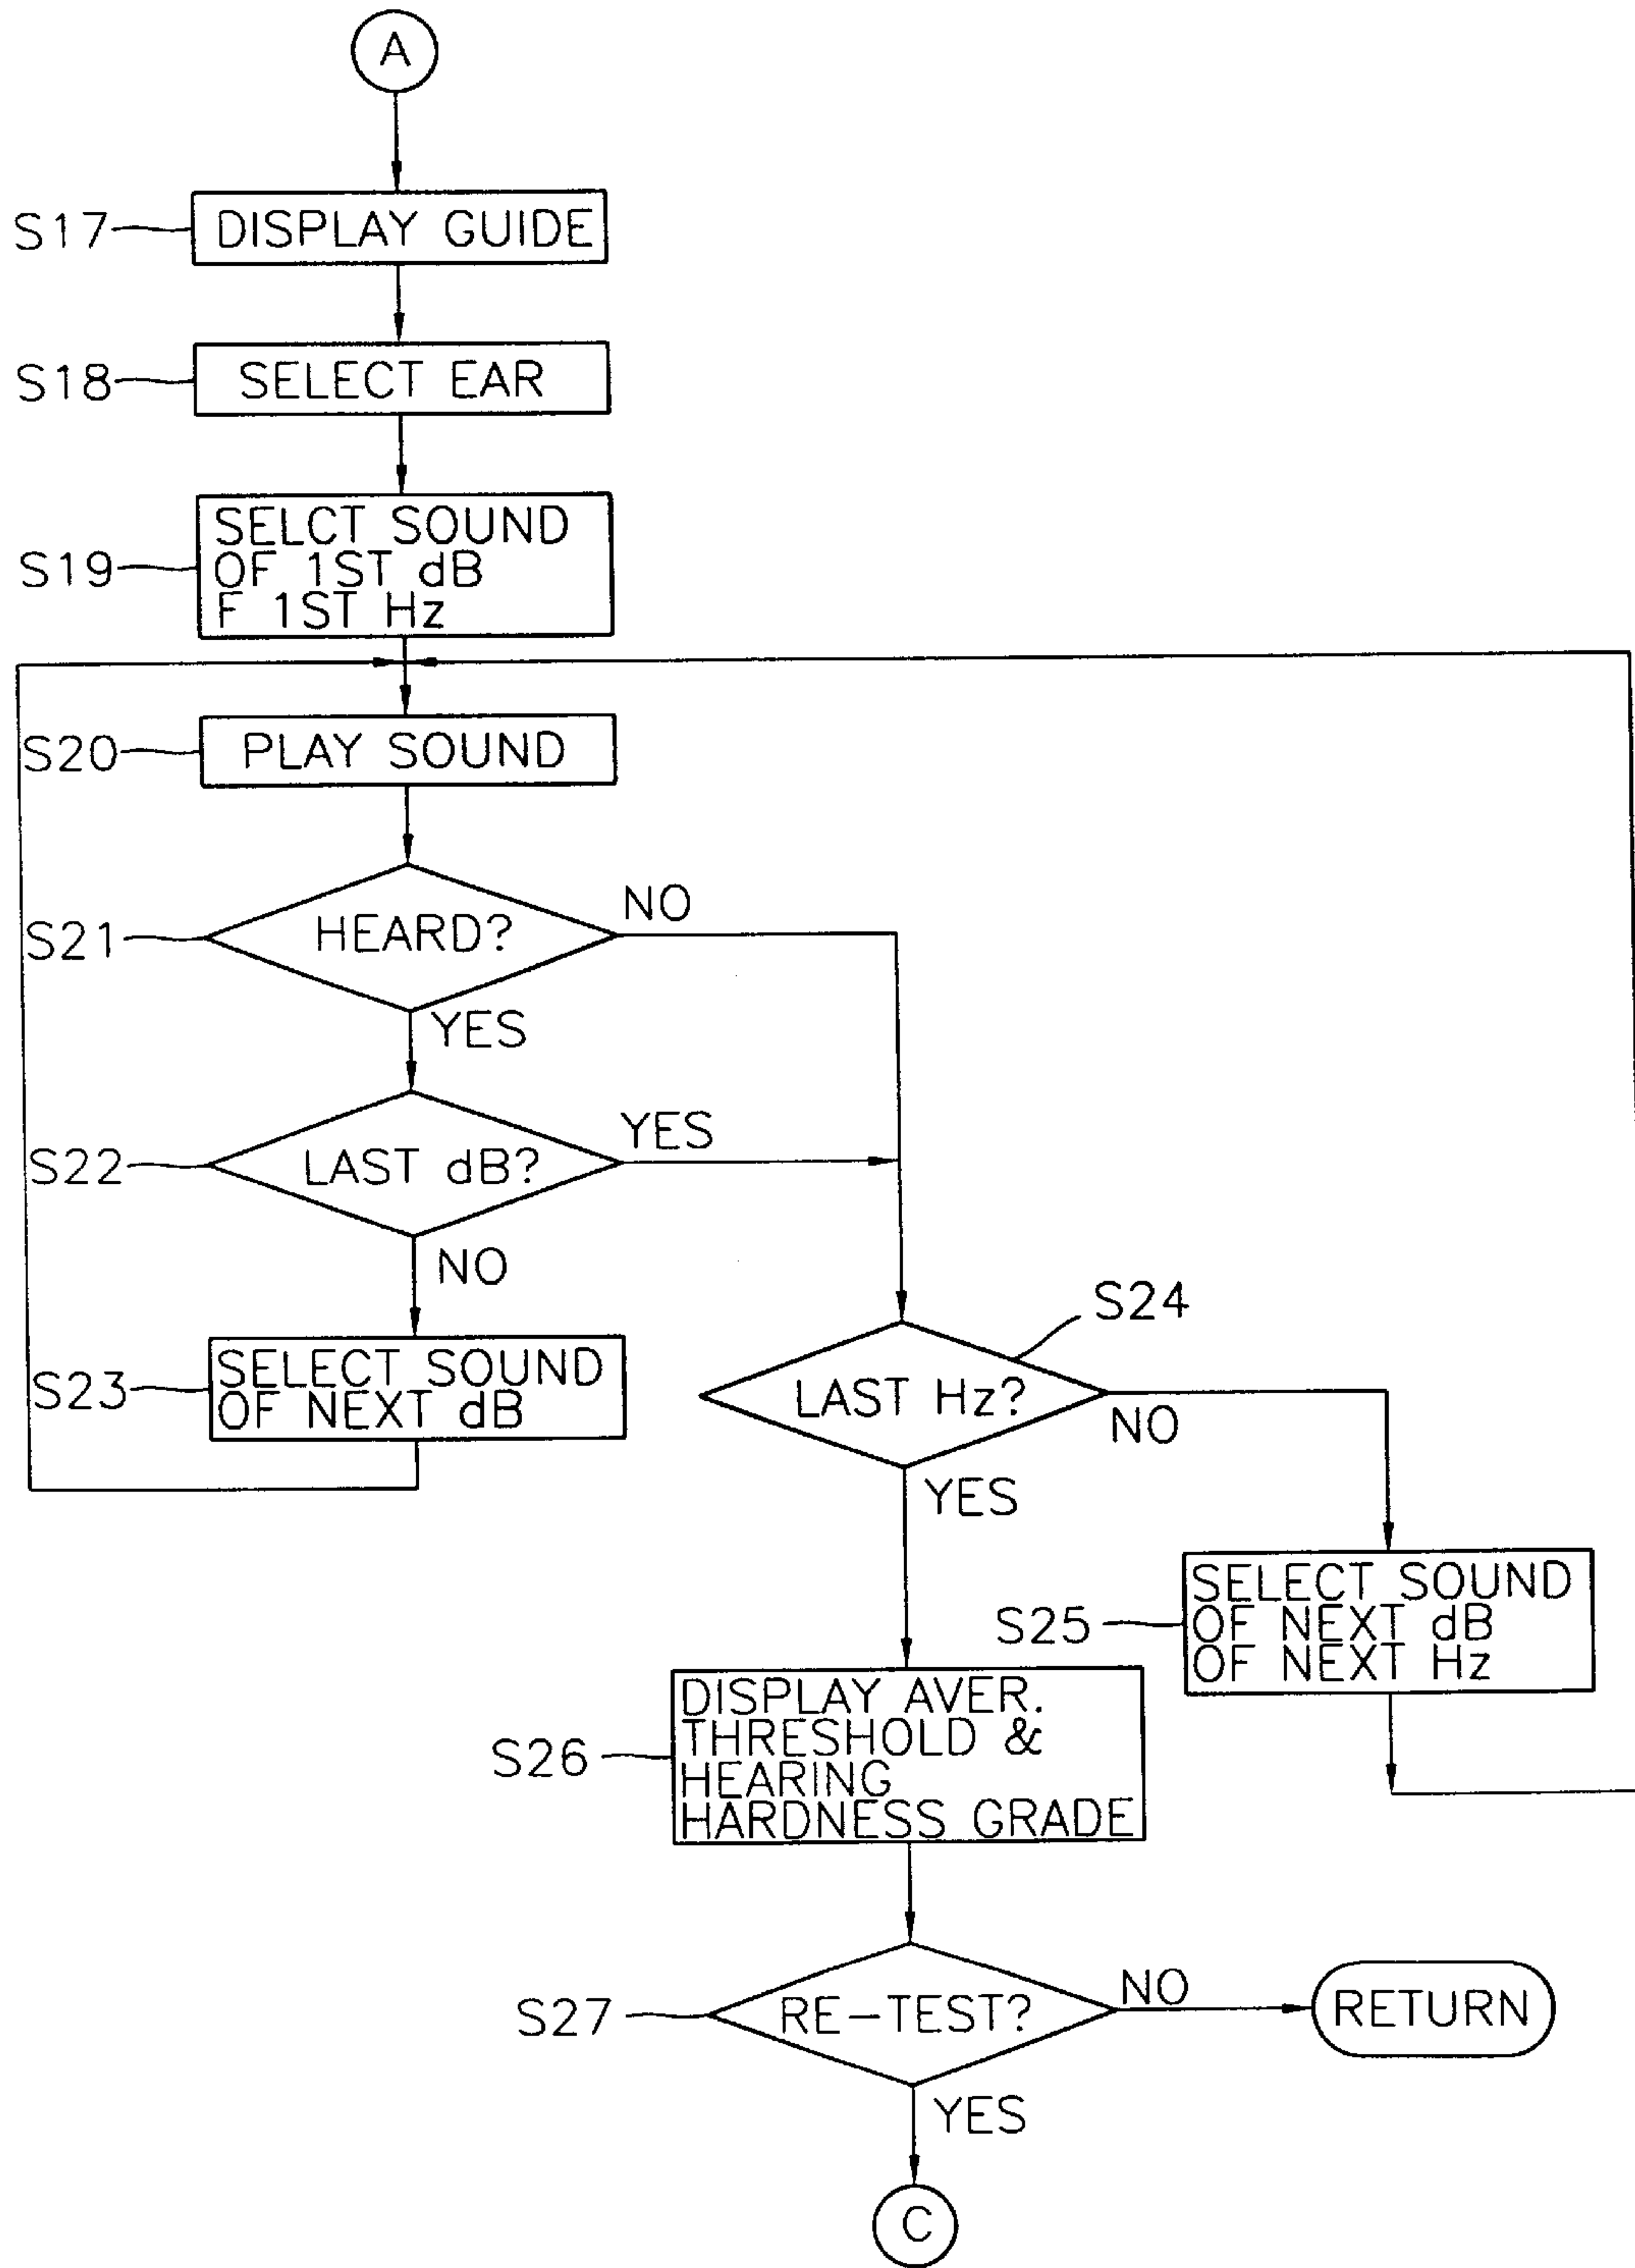 A
S17
DISPLAY GUIDE
S18
SELECT EAR
S19
SELCT SOUND
OF 1ST dB
F 1ST Hz
S20
PLAY SOUND
S21
HEARD?
NO
YES
S22
LAST dB?
YES
NO
S23
SELECT SOUND
OF NEXT dB
S24
LAST Hz?
NO
YES
S25
SELECT SOUND
OF NEXT dB
OF NEXT Hz
S26
DISPLAY AVER.
THRESHOLD &
HEARING
HARDNESS GRADE
S27
RE-TEST?
NO
RETURN
YES
C